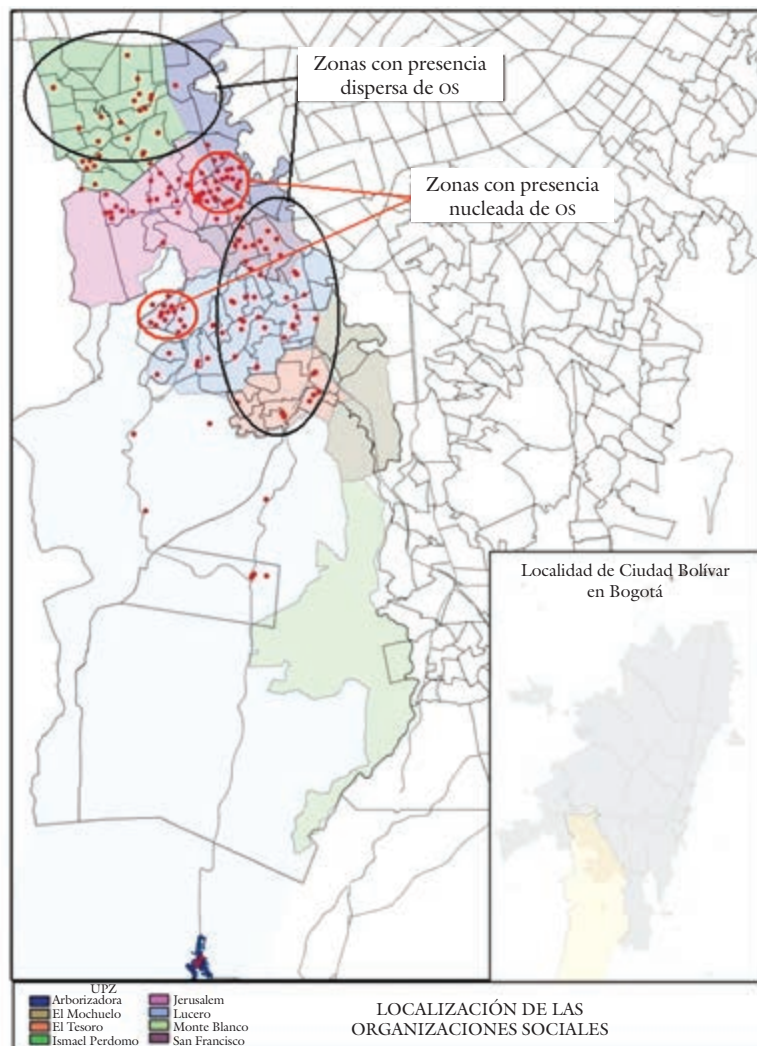 Zonas con presencia
dispersa de OS
Zonas con presencia
nucleada de OS
Localidad de Ciudad Bolívar
en Bogotá
UPZ
Arborizadora
El Mochuelo
El Tesoro
Ismael Perdomo
Jerusalem
Lucero
Monte Blanco
San Francisco
LOCALIZACIÓN DE LAS
ORGANIZACIONES SOCIALES